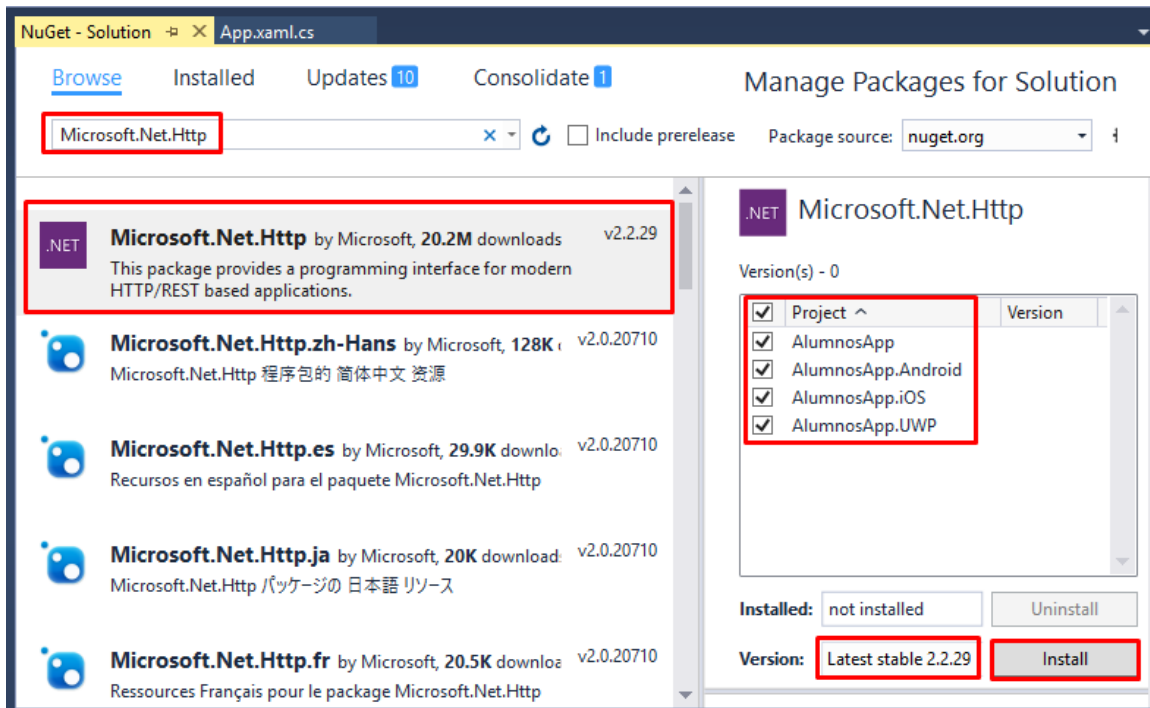 NuGet - Solution App.xaml.cs
Browse Installed Updates 10 Consolidate 1 Manage Packages for Solution
Microsoft.Net.Http Include prerelease Package source: nuget.org
.NET Microsoft.Net.Http by Microsoft, 20.2M downloads v2.2.29
This package provides a programming interface for modern
HTTP/REST based applications.
Microsoft.Net.Http.zh-Hans by Microsoft, 128K v2.0.20710
Microsoft.Net.Http 程序包的 简体中文 资源
Microsoft.Net.Http.es by Microsoft, 29.9K downlo v2.0.20710
Recursos en español para el paquete Microsoft.Net.Http
Microsoft.Net.Http.ja by Microsoft, 20K download v2.0.20710
Microsoft.Net.Http パッケージの 日本語 リソース
Microsoft.Net.Http.fr by Microsoft, 20.5K downloa v2.0.20710
Ressources Français pour le package Microsoft.Net.Http
.NET Microsoft.Net.Http
Version(s) - 0
Project Version
AlumnosApp
AlumnosApp.Android
AlumnosApp.iOS
AlumnosApp.UWP
Installed: not installed Uninstall
Version: Latest stable 2.2.29 Install